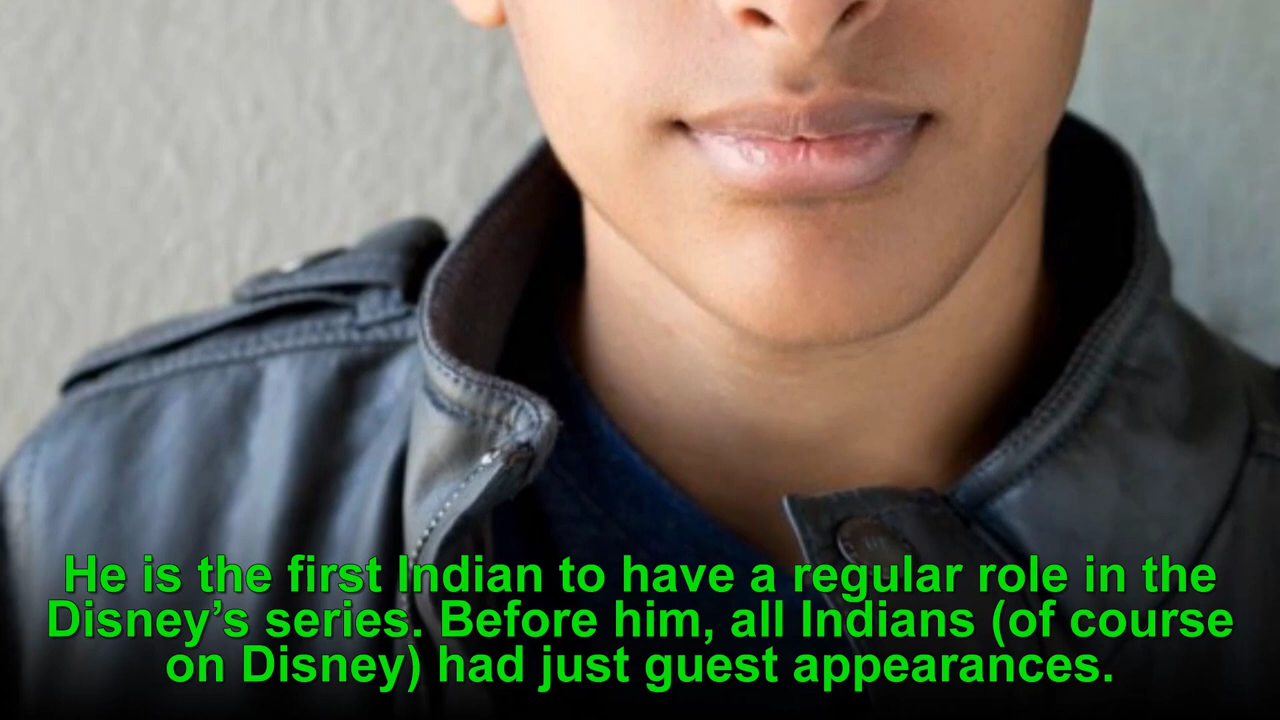 He is the first Indian to have a regular role in the
Disney’s series. Before him, all Indians (of course
on Disney) had just guest appearances.